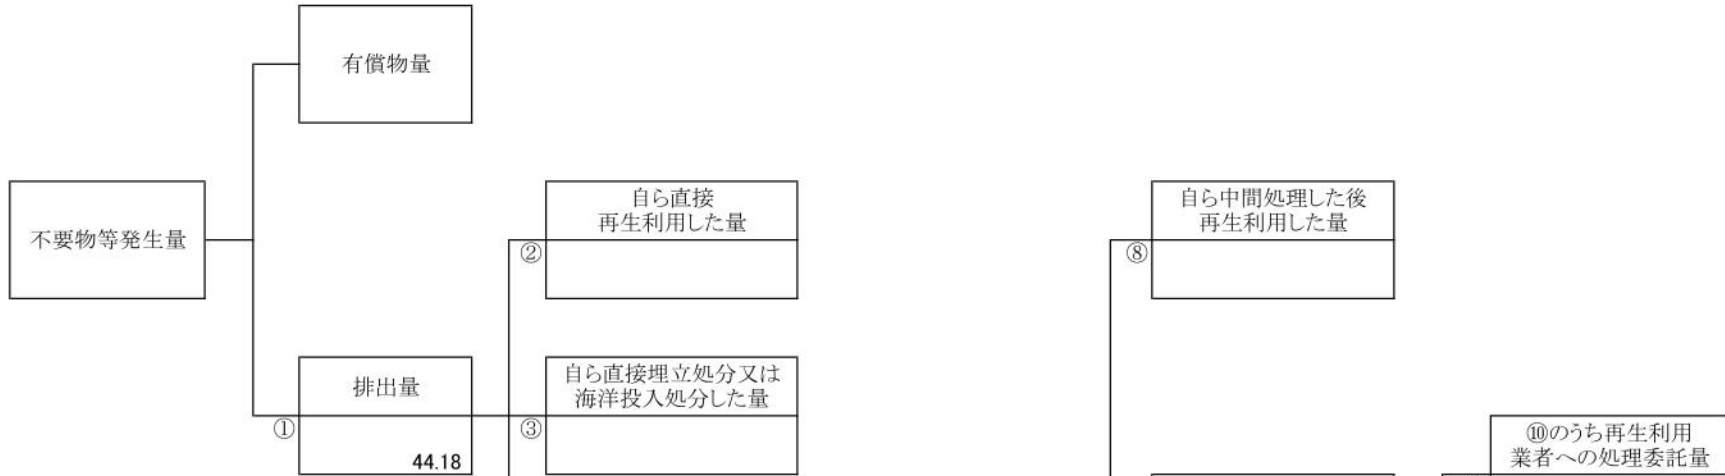 有償物量
不要物等発生量
自ら直接
再生利用した量
②
自ら中間処理した後
再生利用した量
⑧
排出量
①
44.18
自ら直接埋立処分又は
海洋投入処分した量
③
⑩のうち再生利用
業者への処理委託量